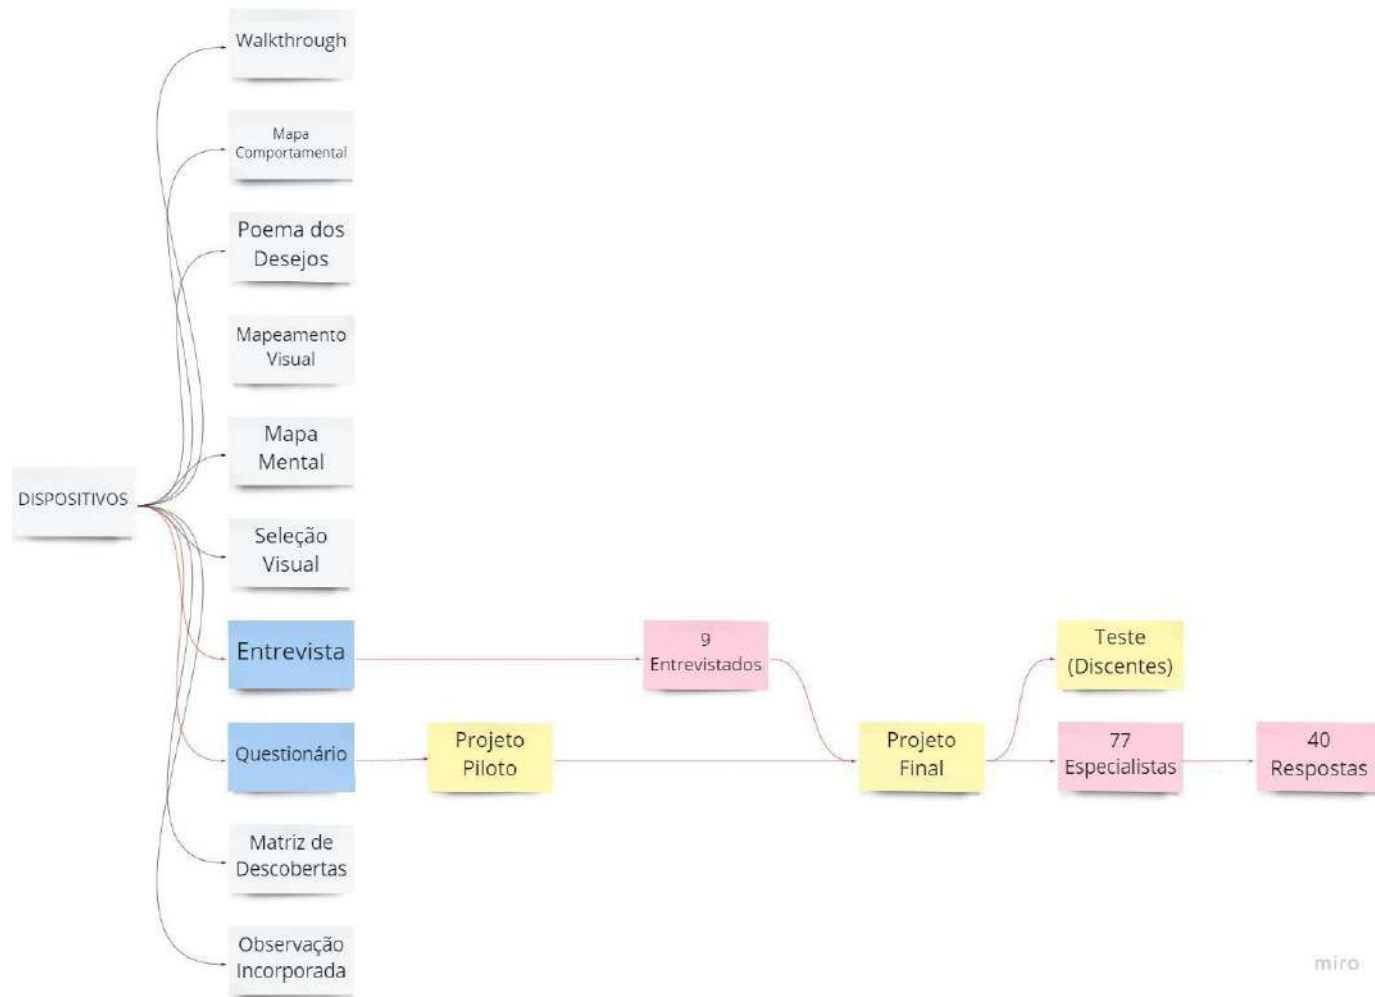 Walkthrough
Mapa
Comportamental
Poema dos
Desejos
Mapeamento
Visual
Mapa
Mental
DISPOSITIVOS
Seleção
Visual
Entrevista
9
Entrevistados
Teste
(Discentes)
Questionário
Projeto
Piloto
Projeto
Final
77
Especialistas
40
Respostas
Matriz de
Descobertas
Observação
Incorporada
miro